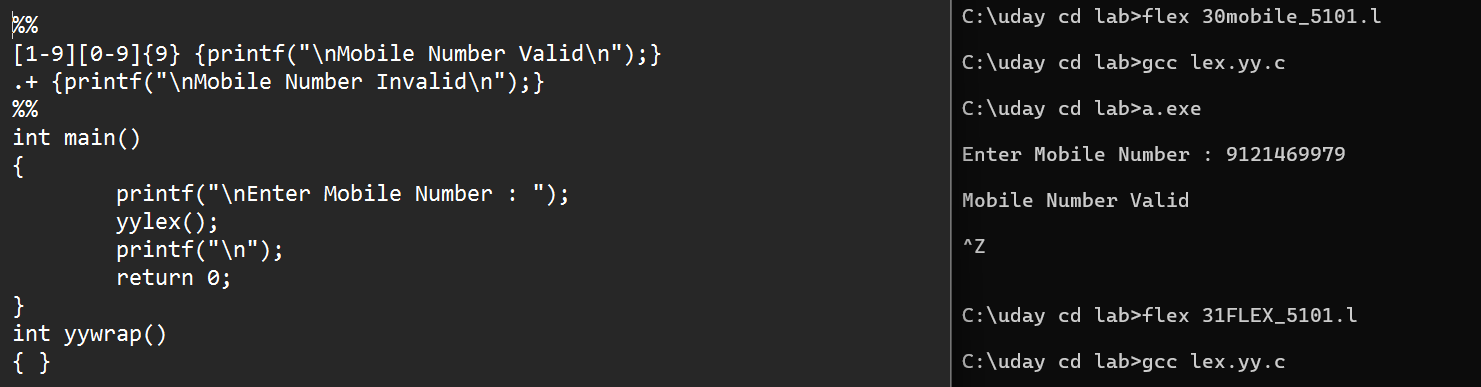 %%
[1-9][0-9]{9} {printf("\nMobile Number Valid\n");}
.+ {printf("\nMobile Number Invalid\n");}
%%
int main()
{
printf("\nEnter Mobile Number : ");
yylex();
printf("\n");
return 0;
}
int yywrap()
{ }
C:\uday cd lab>flex 30mobile_5101.l
C:\uday cd lab>gcc lex.yy.c
C:\uday cd lab>a.exe
Enter Mobile Number : 9121469979
Mobile Number Valid
^Z
C:\uday cd lab>flex 31FLEX_5101.l
C:\uday cd lab>gcc lex.yy.c